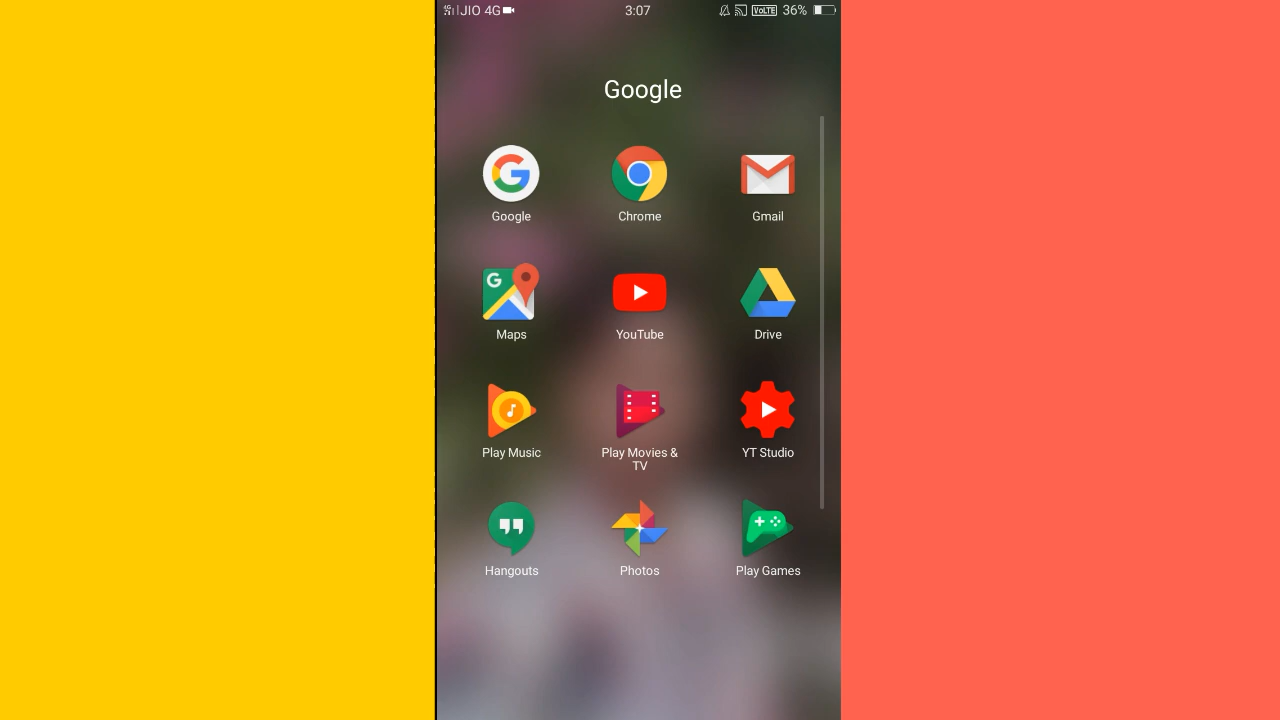 JIO 4G 3:07 VoLTE 36%
Google
Google Chrome Gmail
Maps YouTube Drive
Play Music Play Movies & TV YT Studio
Hangouts Photos Play Games